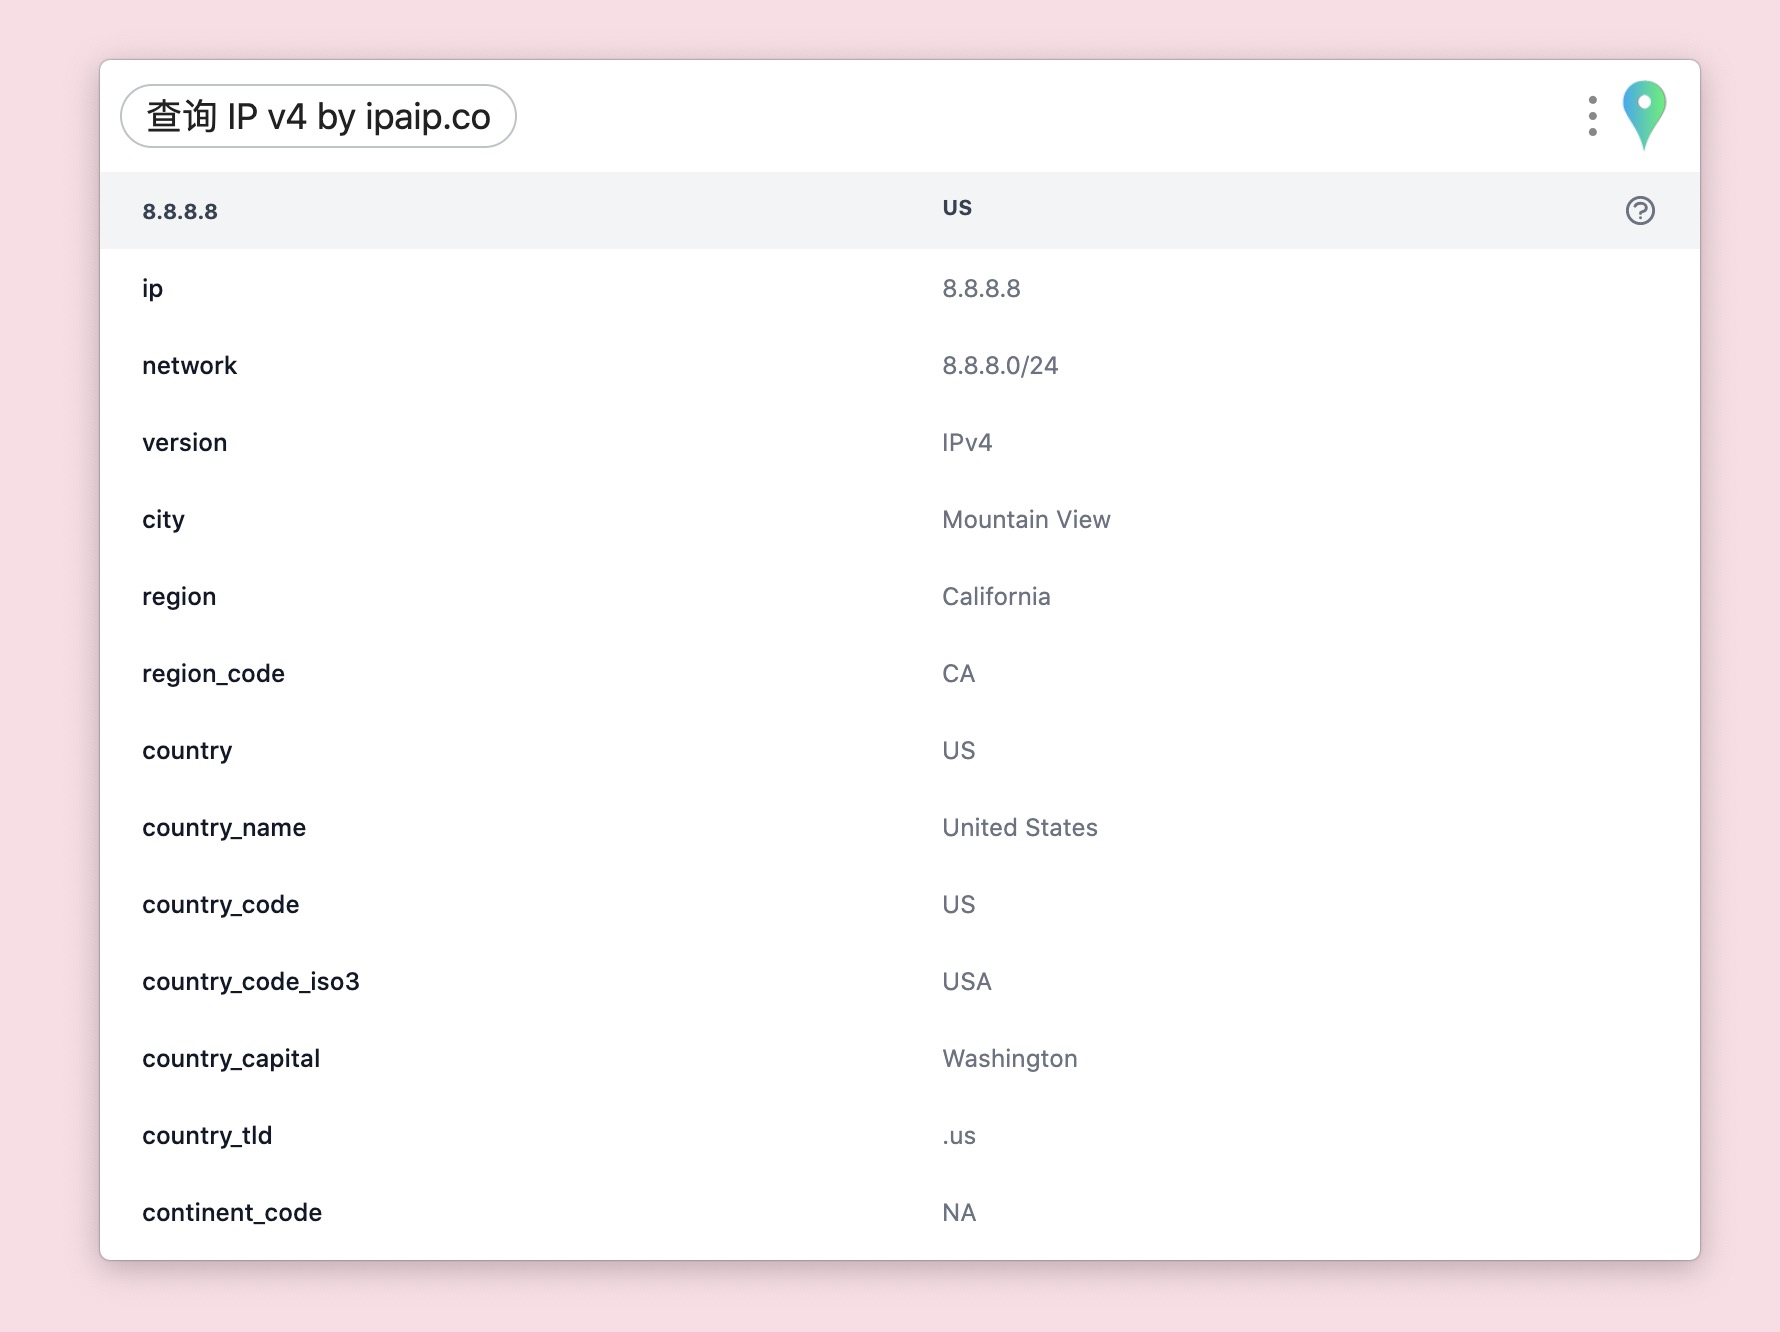 查询 IP v4 by ipaip.co
8.8.8.8 US
ip 8.8.8.8
network 8.8.8.0/24
version IPv4
city Mountain View
region California
region_code CA
country US
country_name United States
country_code US
country_code_iso3 USA
country_capital Washington
country_tld .us
continent_code NA